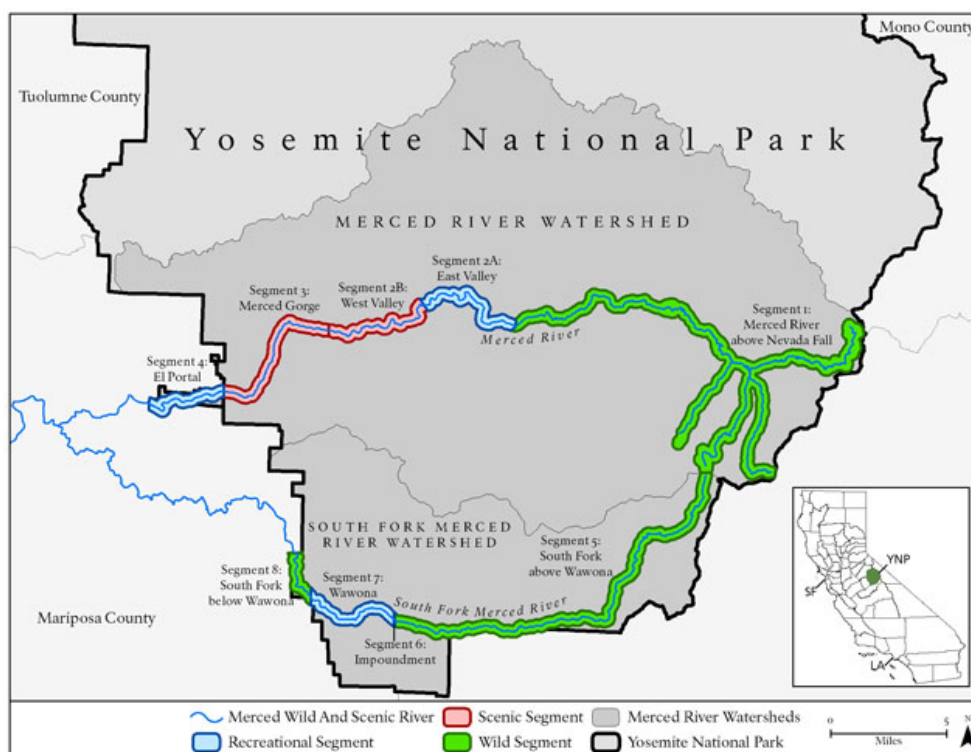 Mono County
Tuolumne County
Yosemite National Park
MERCED RIVER WATERSHED
Segment 2A:
East Valley
Segment 2B:
West Valley
Segment 3:
Merced Gorge
Segment 1:
Merced River
above Nevada Fall
Merced River
Segment 4:
El Portal
SOUTH FORK MERCED
RIVER WATERSHED
Segment 5:
South Fork
above Wawona
Segment 8:
South Fork
below Wawona
Segment 7:
Wawona
South Fork Merced River
Mariposa County
Segment 6:
Impoundment
YNP
SF
LA
Merced Wild And Scenic River
Scenic Segment
Merced River Watersheds
Recreational Segment
Wild Segment
Yosemite National Park
0 5
Miles
N